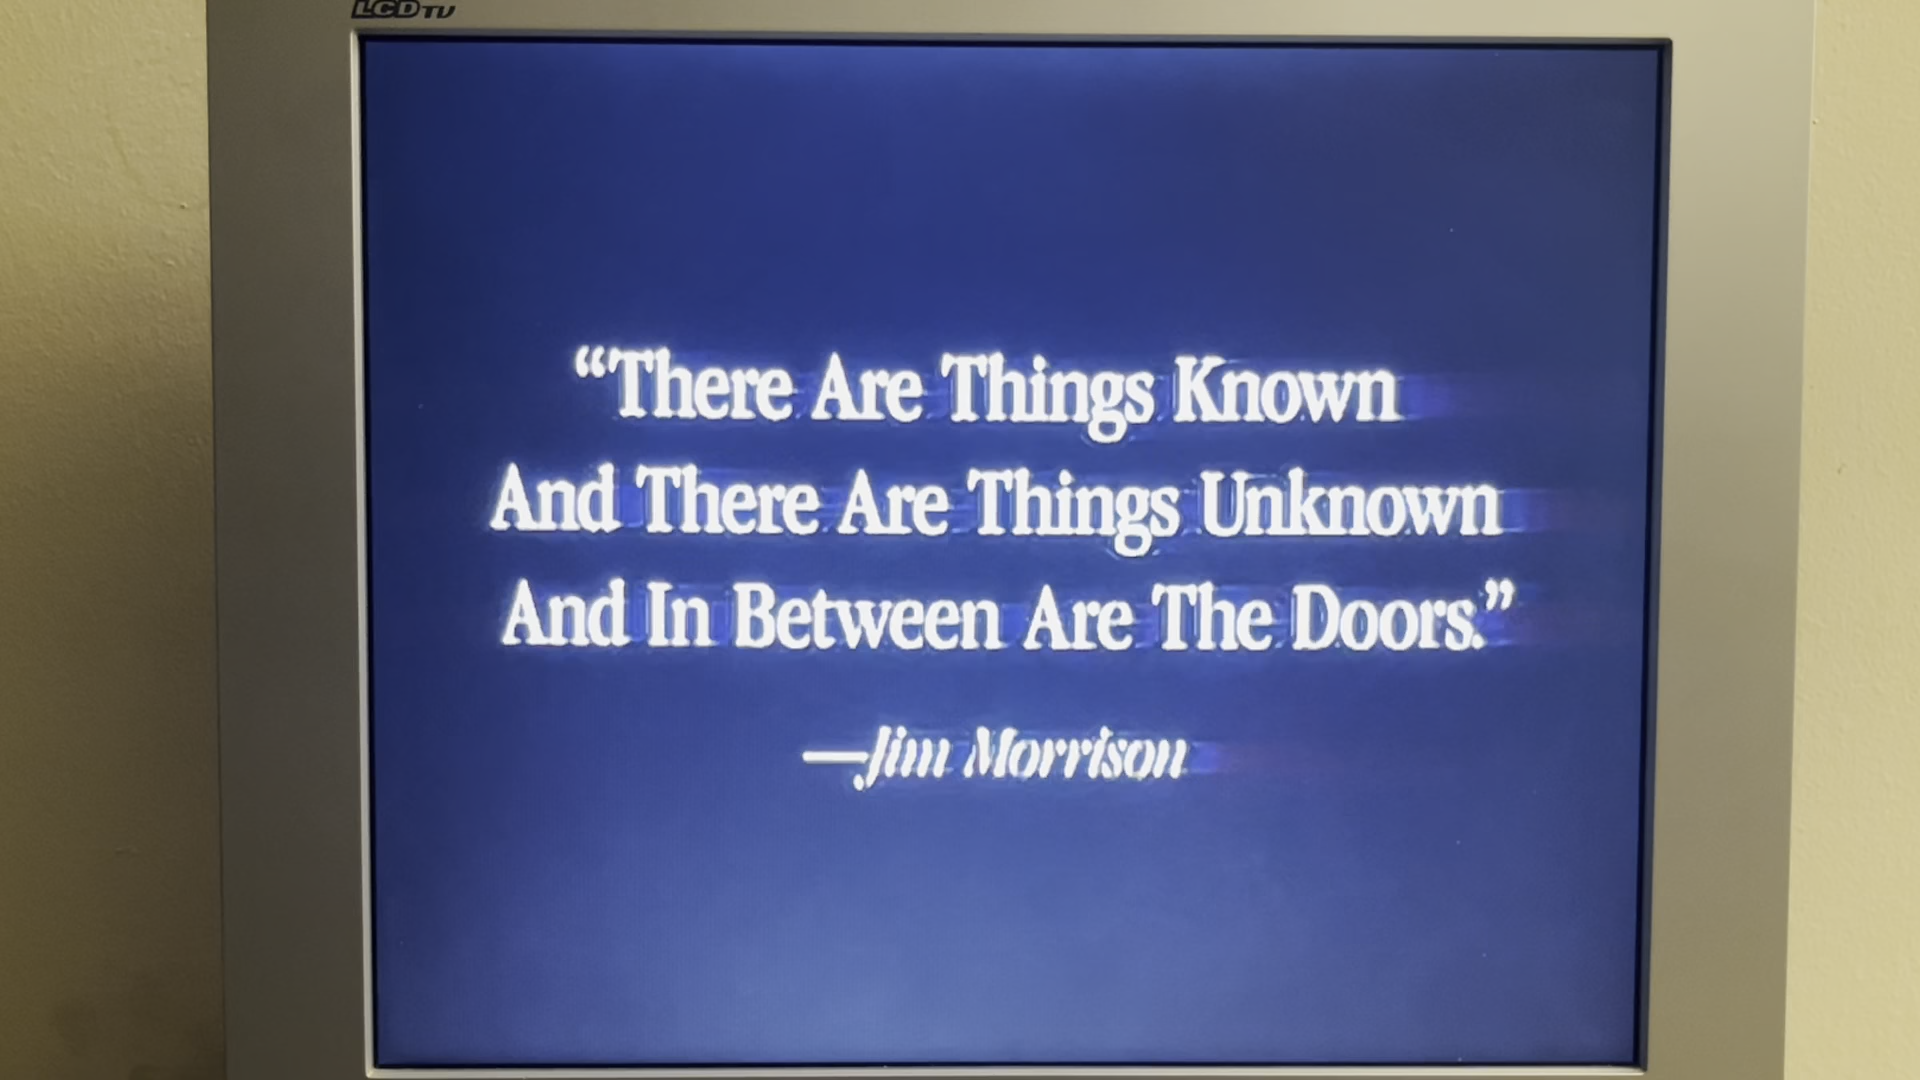 LCD TV
“There Are Things Known
And There Are Things Unknown
And In Between Are The Doors.”
—Jim Morrison